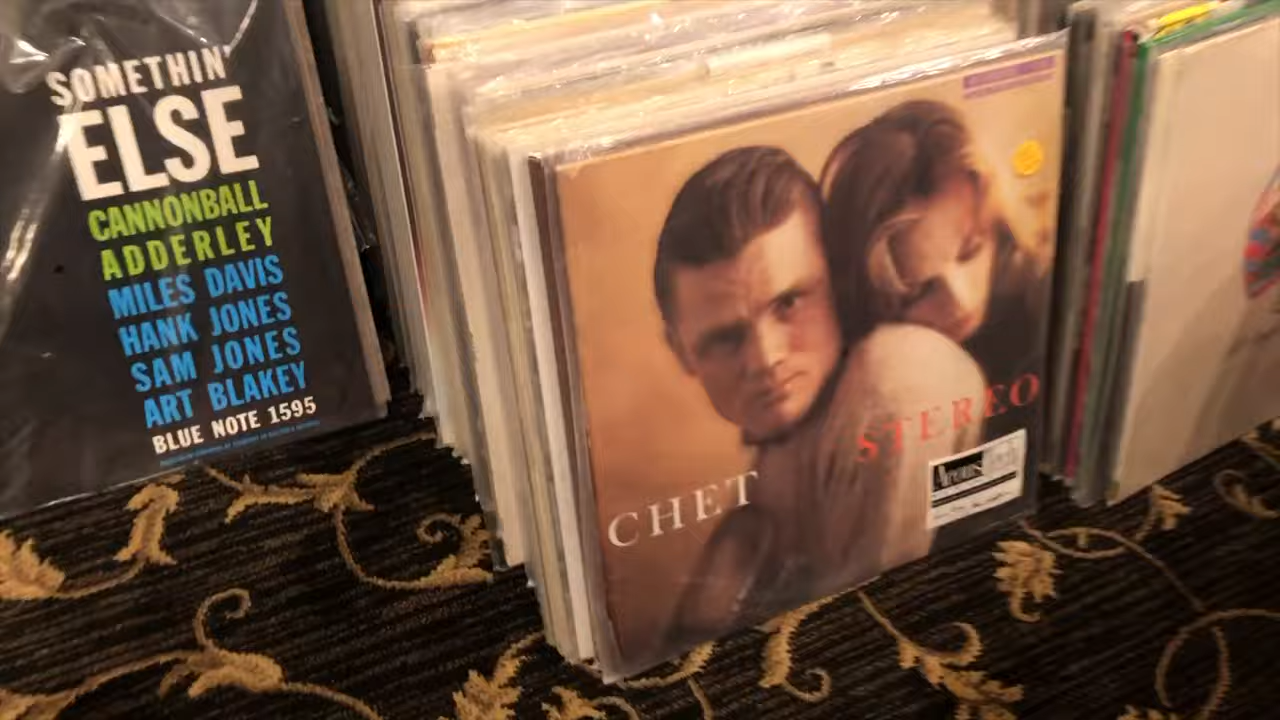 SOMETHIN'
ELSE
CANNONBALL
ADDERLEY
MILES DAVIS
HANK JONES
SAM JONES
ART BLAKEY
BLUE NOTE 1595
CHET
STEREO